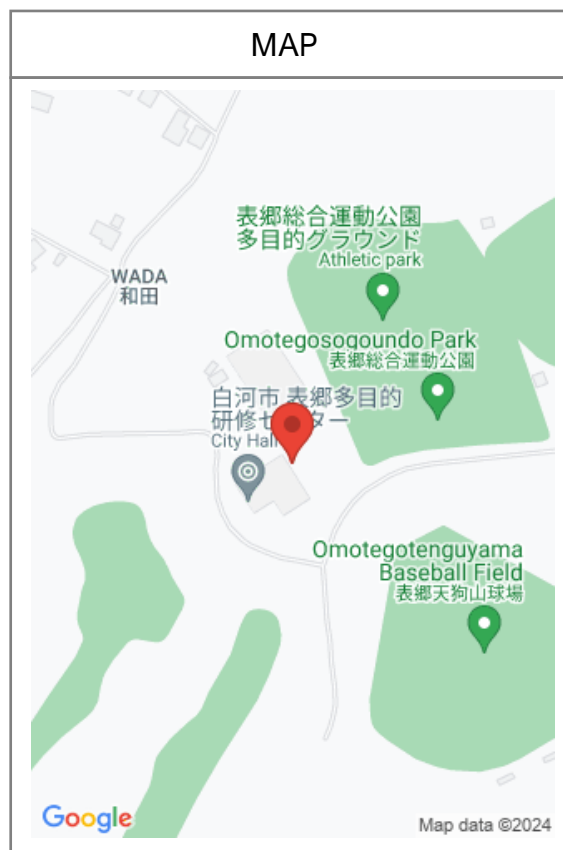 MAP
表郷総合運動公園
多目的グラウンド
Athletic park
WADA
和田
Omotegosogoundo Park
表郷総合運動公園
白河市 表郷多目的
研修センター
City Hall
Omotegotenguyama
Baseball Field
表郷天狗山球場
Google
Map data ©2024